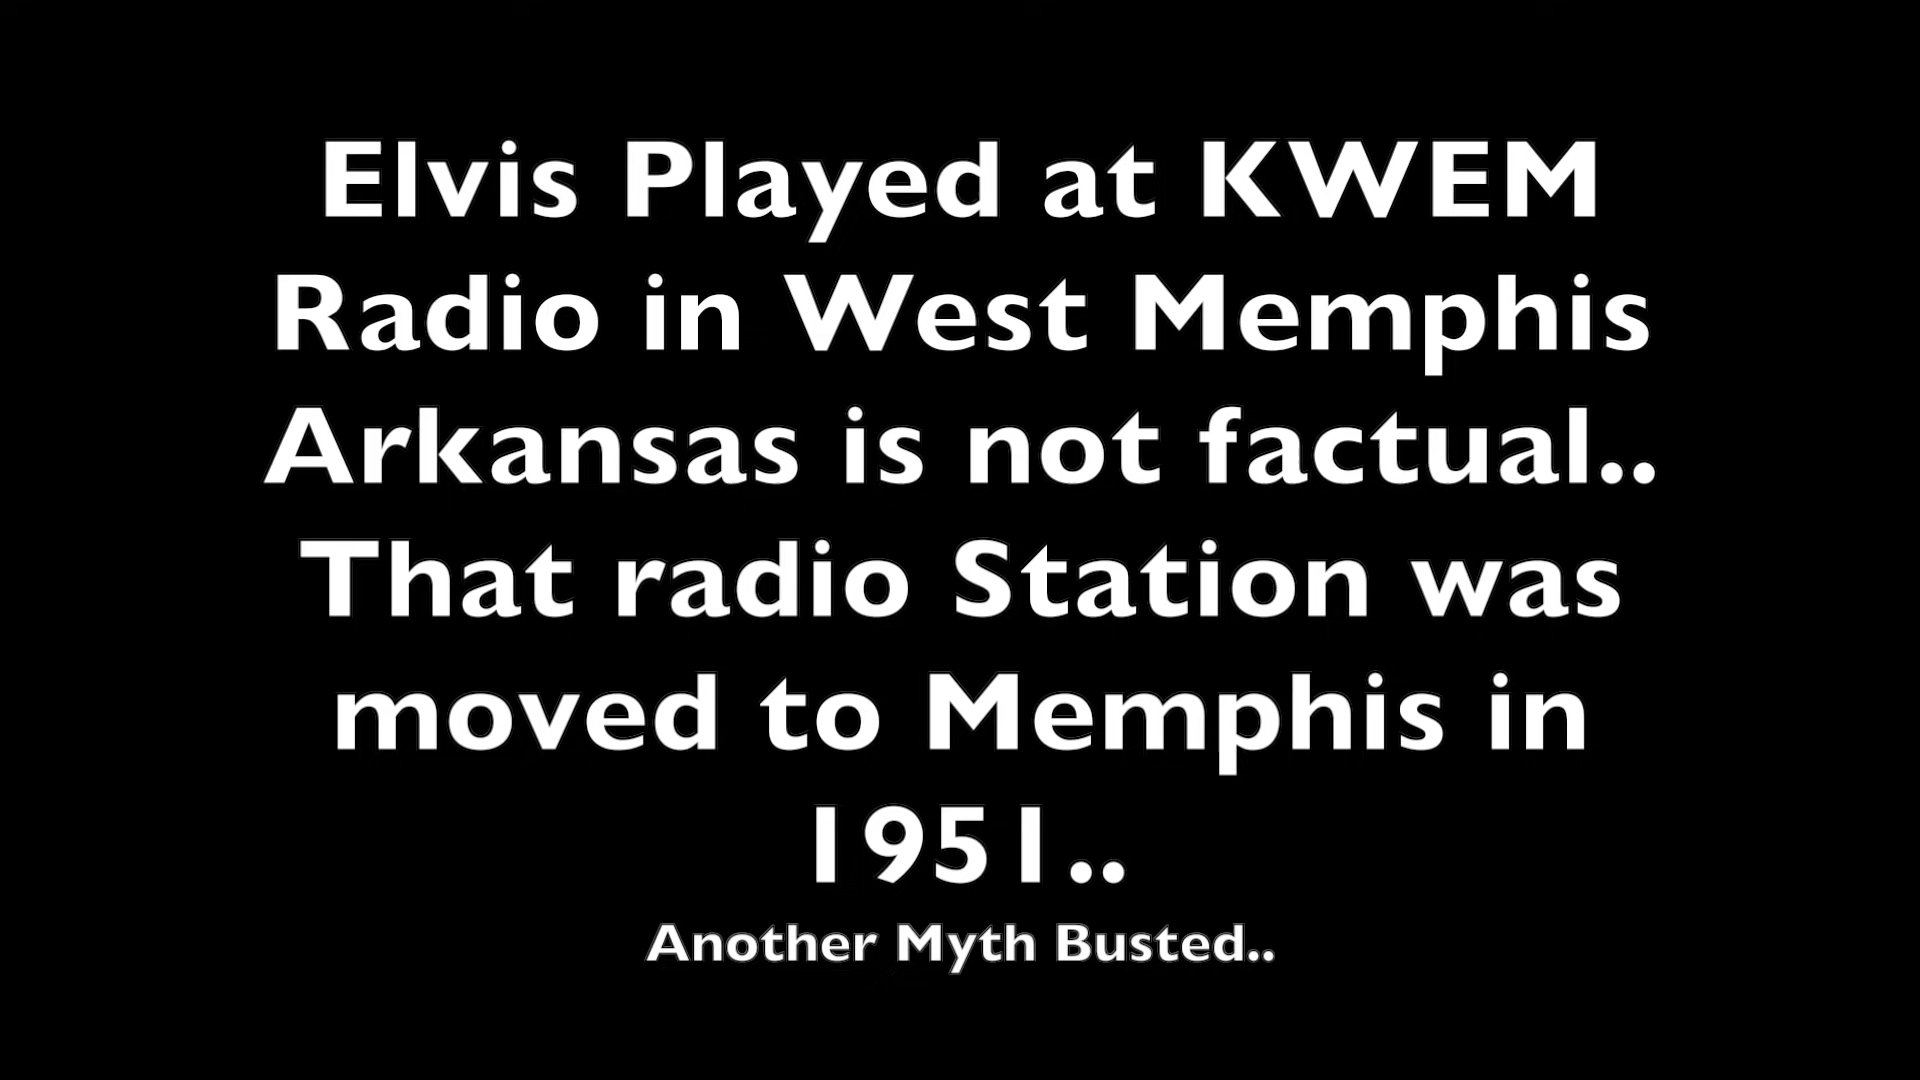 Elvis Played at KWEM
Radio in West Memphis
Arkansas is not factual..
That radio Station was
moved to Memphis in
1951..
Another Myth Busted..